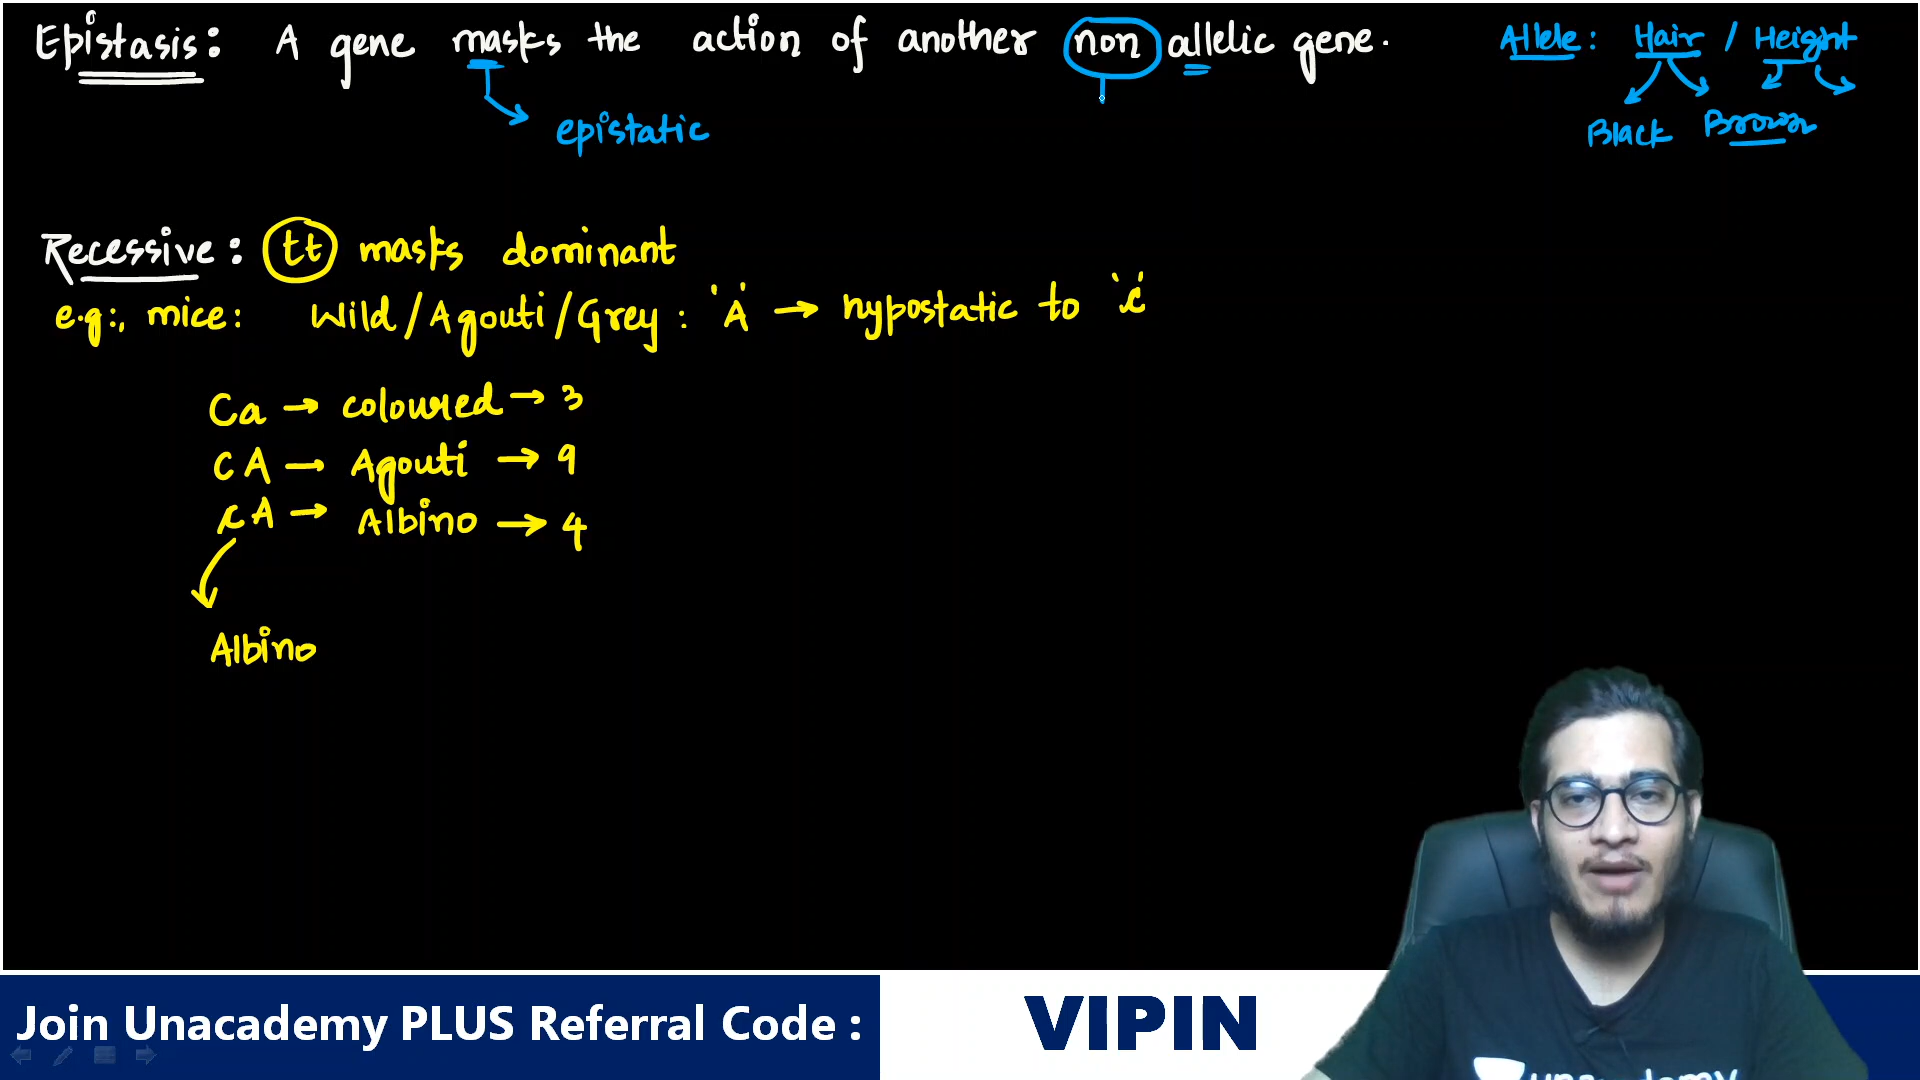 Epistasis: A gene masks the action of another non allelic gene.
epistatic
Allele: Hair / Height
Black Brown
Recessive: tt masks dominant
e.g:, mice: Wild/Agouti/Grey: 'A' → hypostatic to 'c'
Ca → coloured → 3
CA → Agouti → 9
cA → Albino → 4
Albino
Join Unacademy PLUS Referral Code :
VIPIN
unacademy